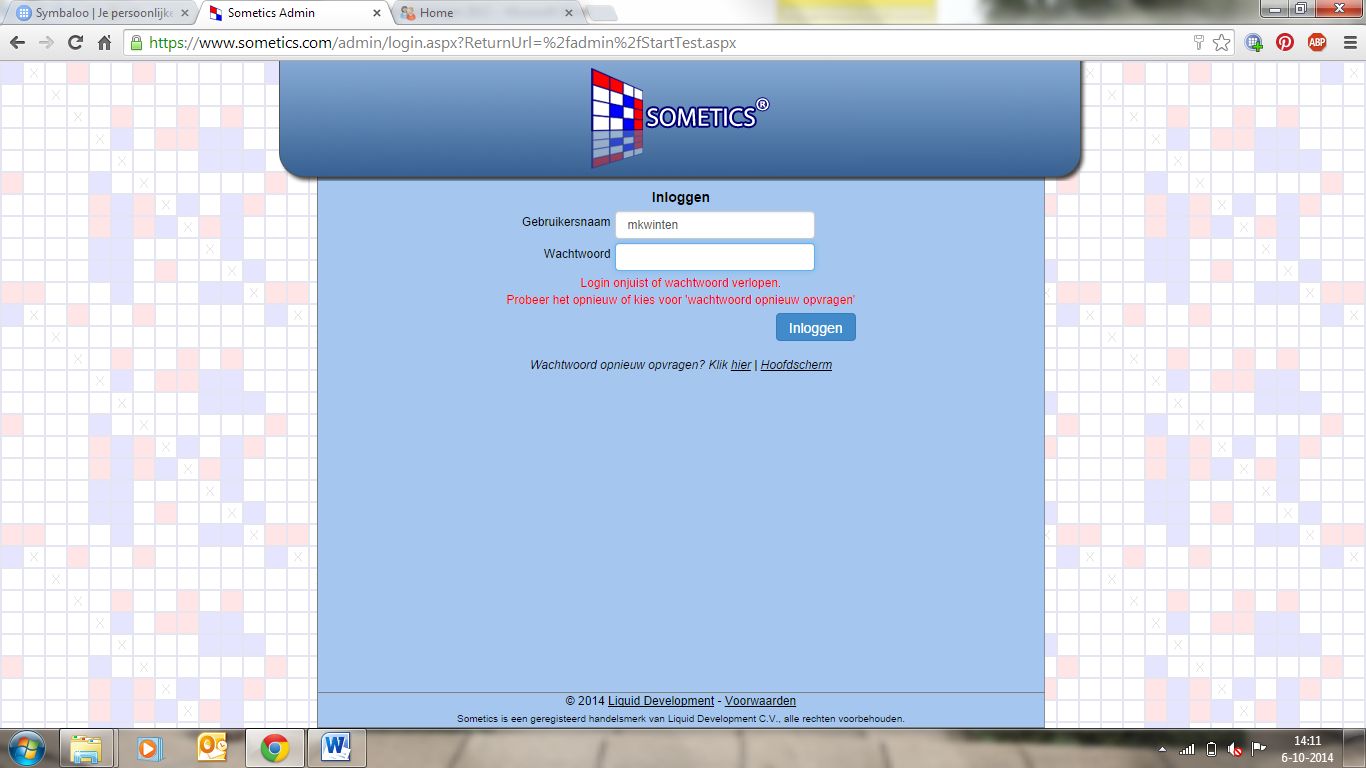 Symbaloo | Je persoonlijke
Sometics Admin
Home
https://www.sometics.com/admin/login.aspx?ReturnUrl=%2fadmin%2fStartTest.aspx
ABP
SOMETICS®
Inloggen
Gebruikersnaam mkwinten
Wachtwoord
Login onjuist of wachtwoord verlopen.
Probeer het opnieuw of kies voor 'wachtwoord opnieuw opvragen'
Inloggen
Wachtwoord opnieuw opvragen? Klik hier | Hoofdscherm
© 2014 Liquid Development - Voorwaarden
Sometics is een geregisteerd handelsmerk van Liquid Development C.V., alle rechten voorbehouden.
14:11
6-10-2014